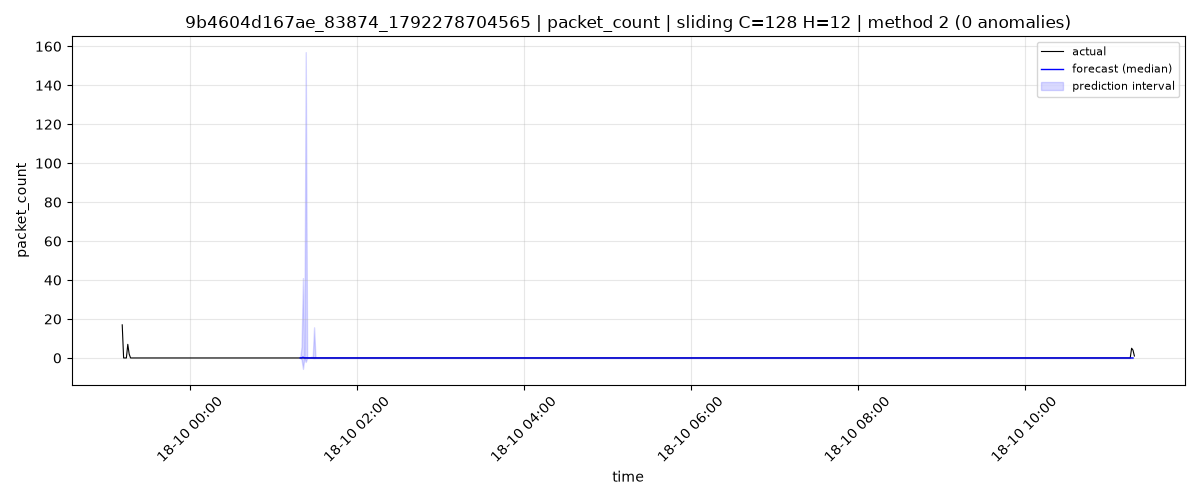 9b4604d167ae_83874_1792278704565 | packet_count | sliding C=128 H=12 | method 2 (0 anomalies)
actual
forecast (median)
prediction interval
packet_count
160
140
120
100
80
60
40
20
0
18-10 00:00
18-10 02:00
18-10 04:00
18-10 06:00
18-10 08:00
18-10 10:00
time